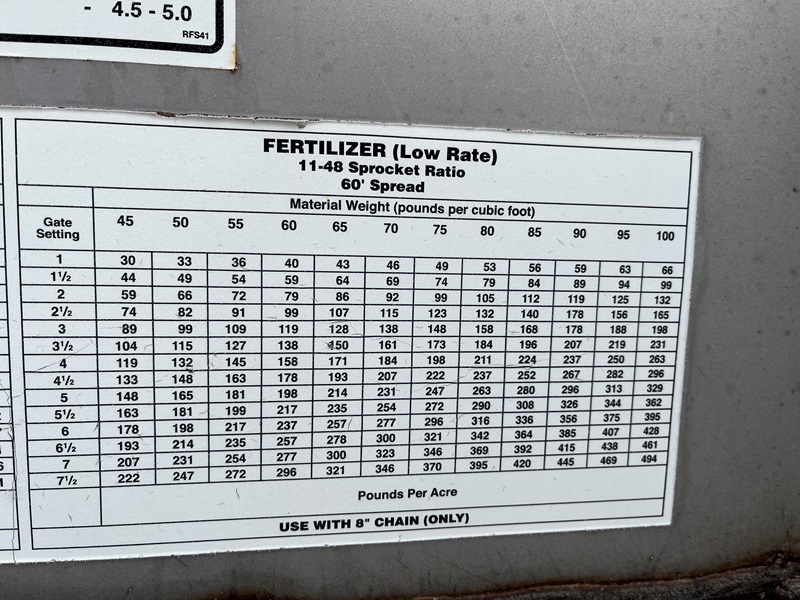 - 4.5 - 5.0
RFS41
FERTILIZER (Low Rate)
11-48 Sprocket Ratio
60' Spread
Material Weight (pounds per cubic foot)
Gate Setting 45 50 55 60 65 70 75 80 85 90 95 100
1 30 33 36 40 43 46 49 53 56 59 63 66
1½ 44 49 54 59 64 69 74 79 84 89 94 99
2 59 66 72 79 86 92 99 105 112 119 125 132
2½ 74 82 91 99 107 115 123 132 140 178 156 165
3 89 99 109 119 128 138 148 158 168 178 188 198
3½ 104 115 127 138 150 161 173 184 196 207 219 231
4 119 132 145 158 171 184 198 211 224 237 250 263
4½ 133 148 163 178 193 207 222 237 252 267 282 296
5 148 165 181 198 214 231 247 263 280 296 313 329
5½ 163 181 199 217 235 254 272 290 308 326 344 362
6 178 198 217 237 257 277 296 316 336 356 375 395
6½ 193 214 235 257 278 300 321 342 364 385 407 428
7 207 231 254 277 300 323 346 369 392 415 438 461
7½ 222 247 272 296 321 346 370 395 420 445 469 494
Pounds Per Acre
USE WITH 8" CHAIN (ONLY)